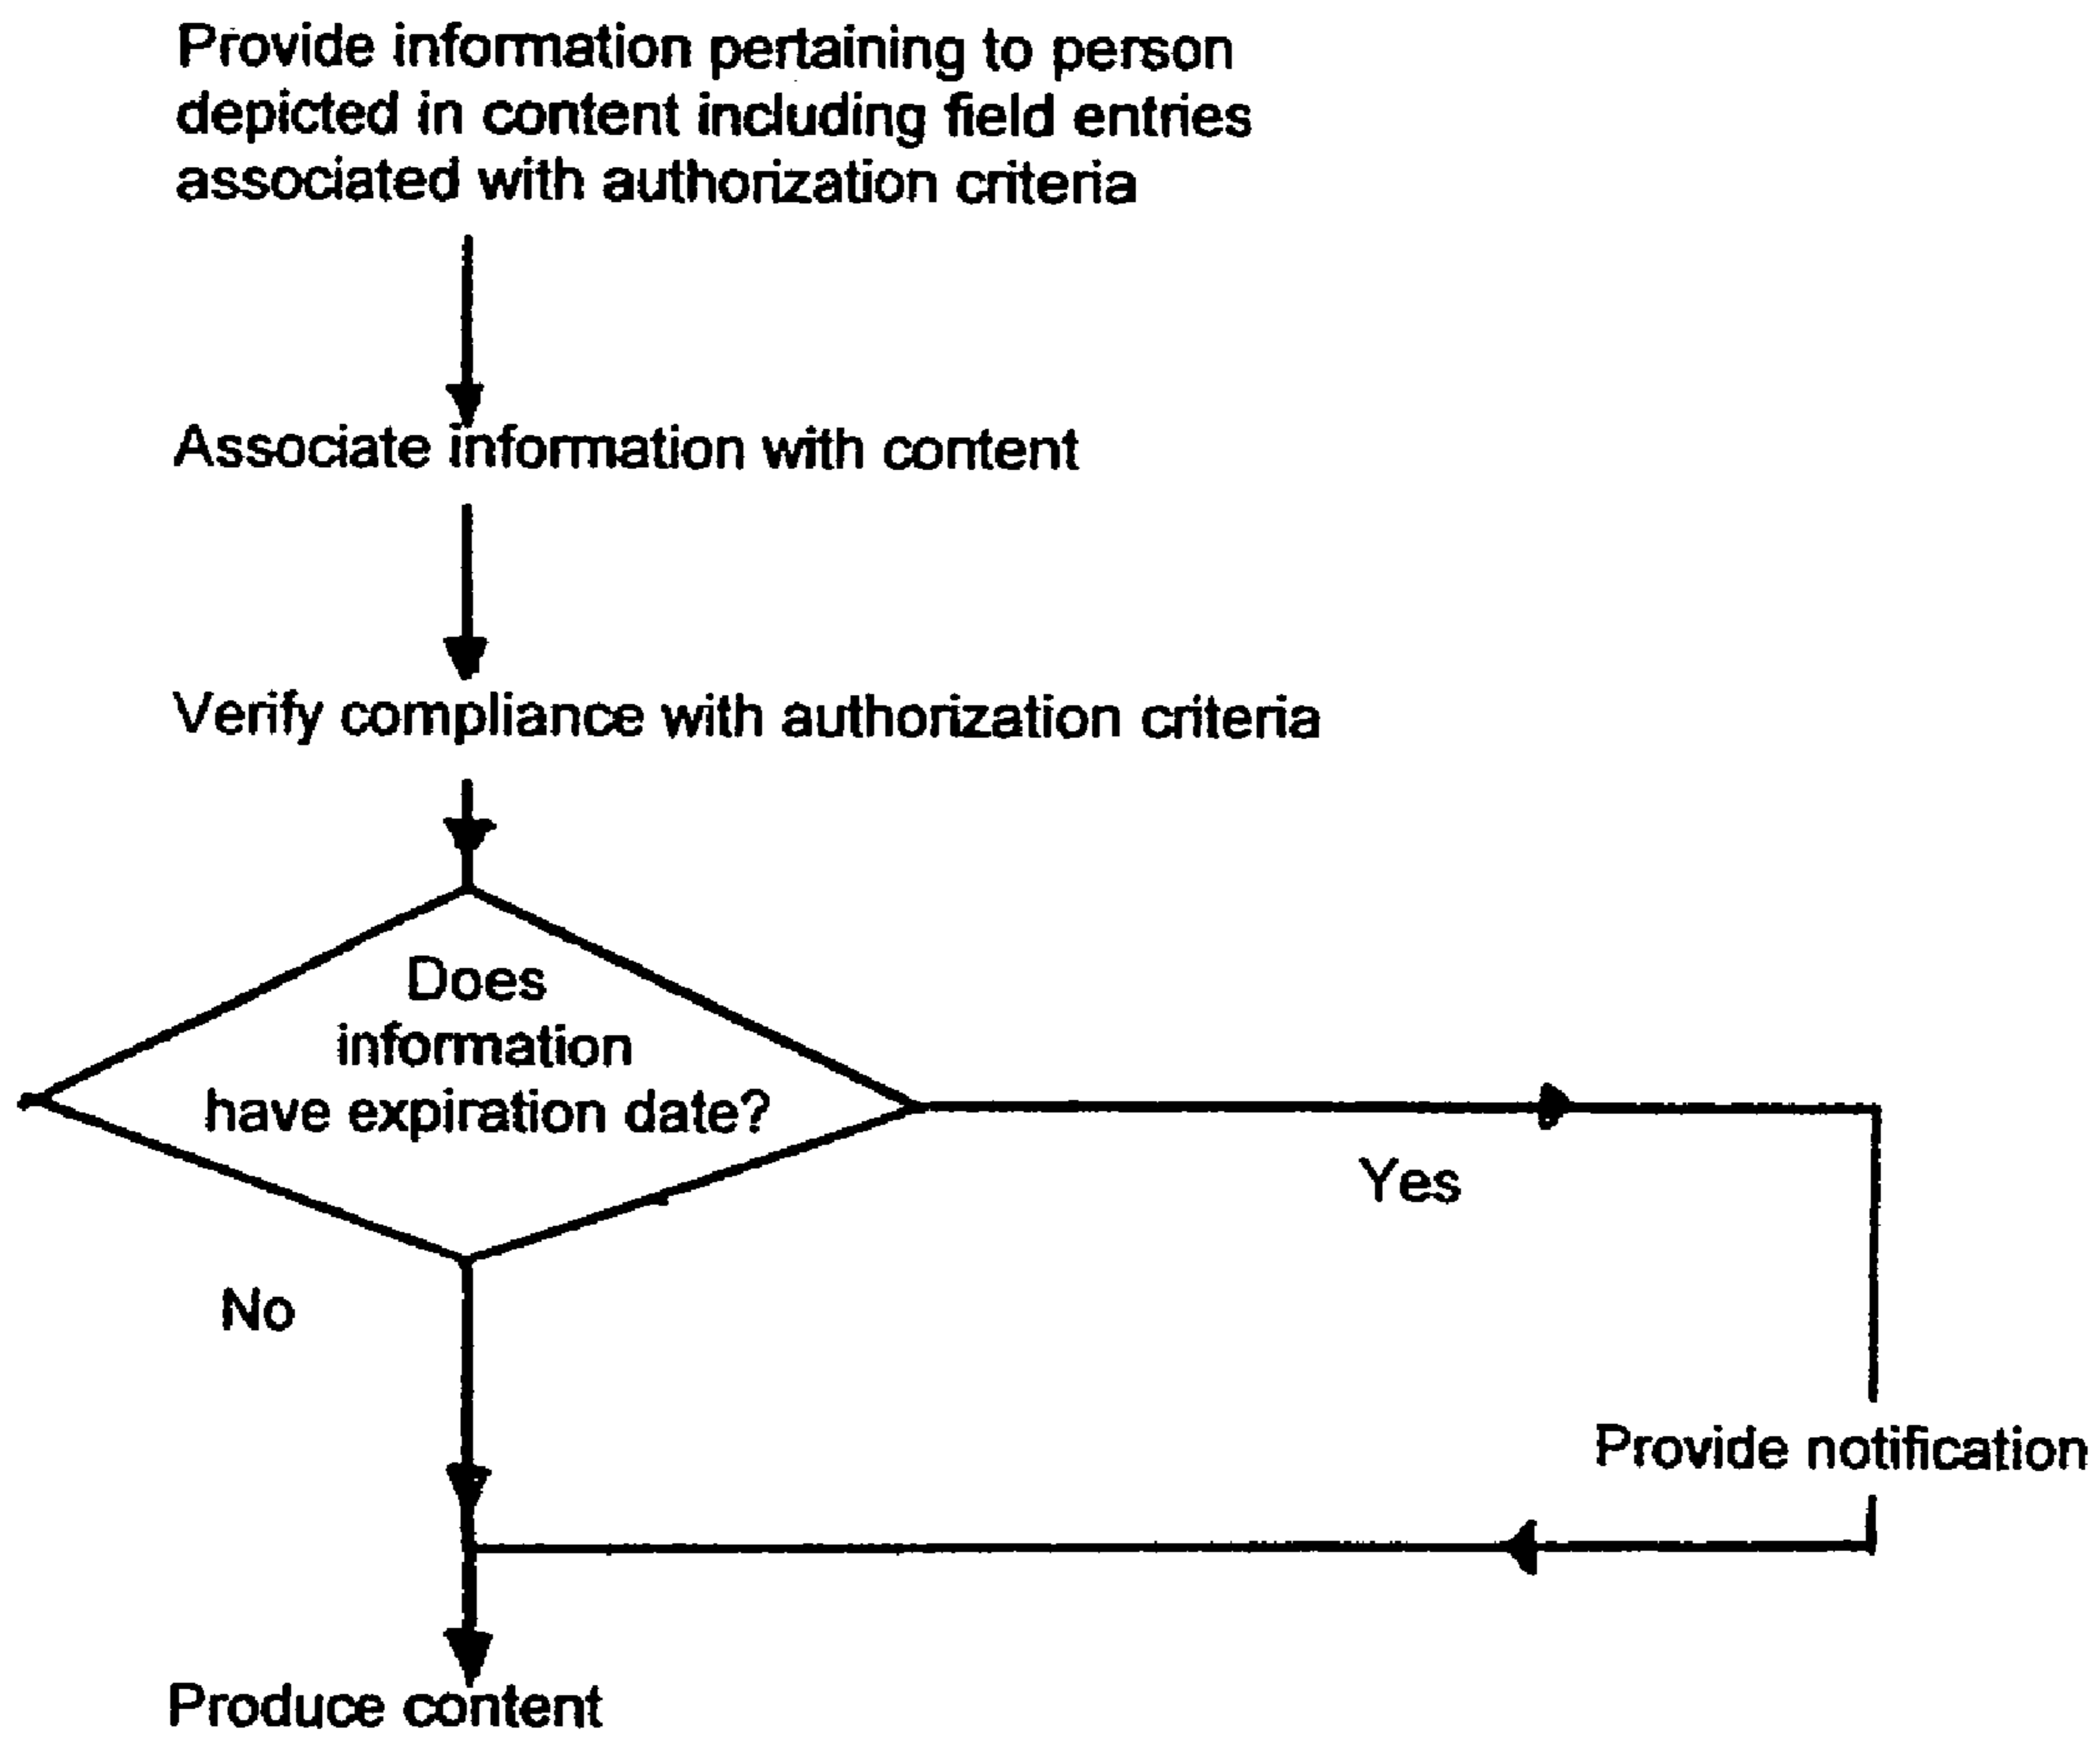 Provide information pertaining to person
depicted in content including field entries
associated with authorization criteria
Associate information with content
Verify compliance with authorization criteria
Does
information
have expiration date?
Yes
No
Provide notification
Produce content